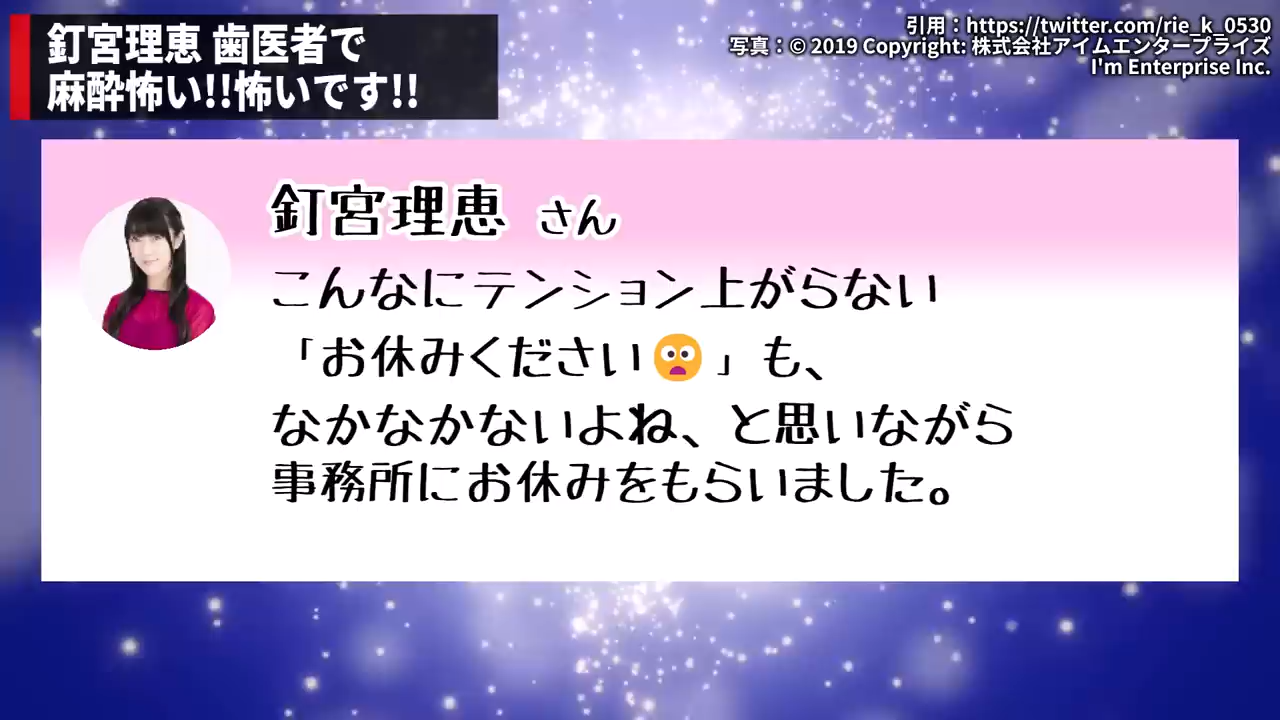 釘宮理恵 歯医者で
麻酔怖い!!怖いです!!
引用：https://twitter.com/rie_k_0530
写真：© 2019 Copyright: 株式会社アイムエンタープライズ
I'm Enterprise Inc.
釘宮理恵 さん
こんなにテンション上がらない
「お休みください😦」も、
なかなかないよね、と思いながら
事務所にお休みをもらいました。